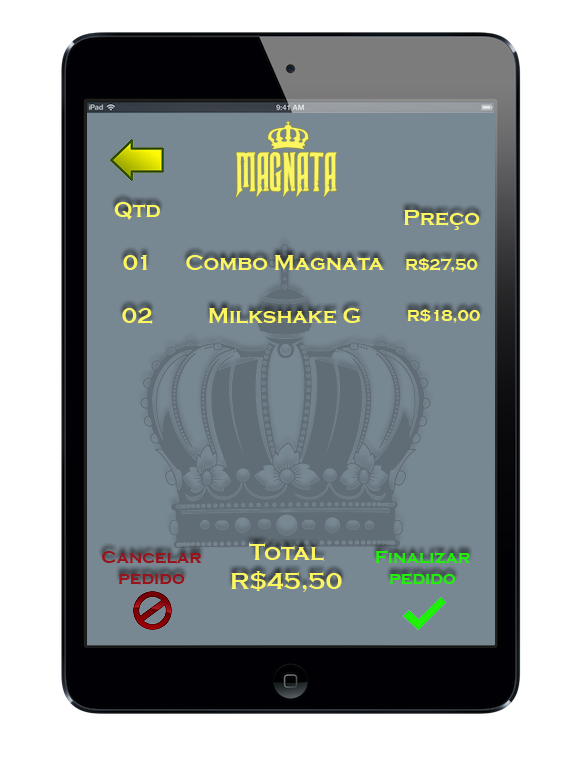 iPad 9:41 AM
MAGNATA
Qtd Preço
01 Combo Magnata R$27,50
02 Milkshake G R$18,00
Cancelar pedido
Total
R$45,50
Finalizar pedido